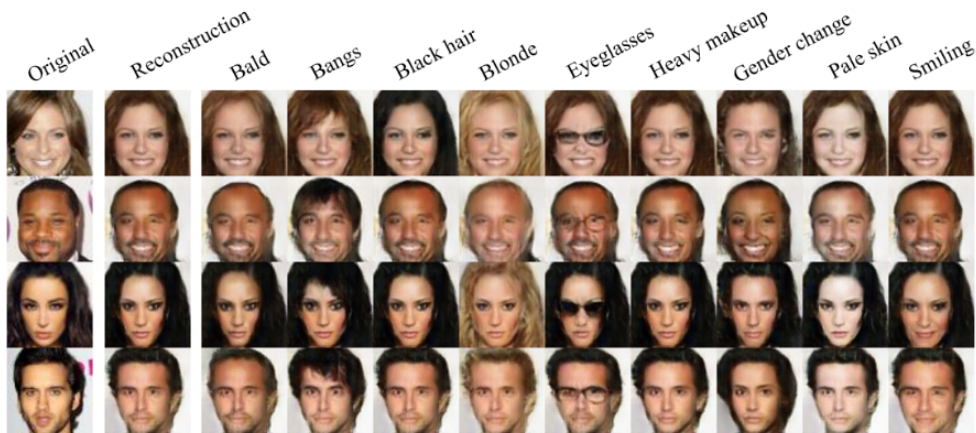 Original
Reconstruction
Bald
Bangs
Black hair
Blonde
Eyeglasses
Heavy makeup
Gender change
Pale skin
Smiling